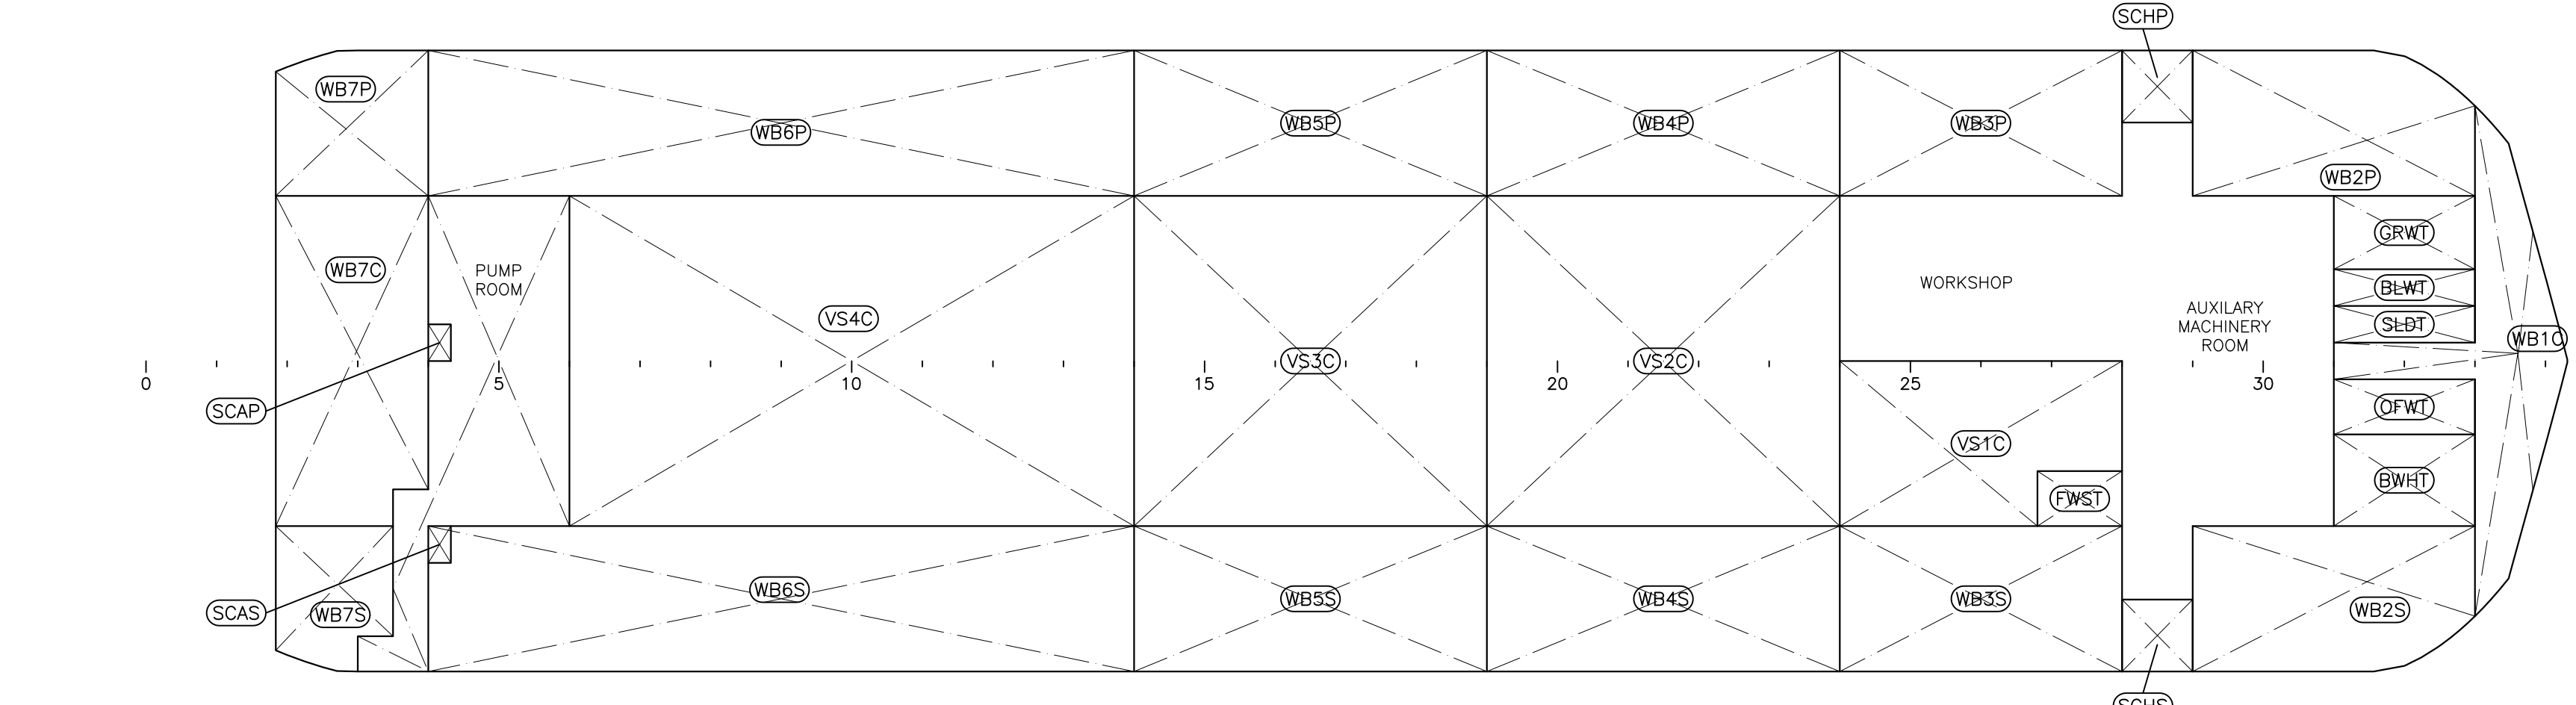 SCHP
WB7P
WB6P
WB5P
WB4P
WB3P
WB2P
GRWT
WB7C
PUMP
ROOM
WORKSHOP
BLWT
AUXILARY
MACHINERY
ROOM
VS4C
SLDT
WB1C
VS3C
VS2C
0
5
10
15
20
25
30
SCAP
OFWT
VS1C
BWHT
FWST
WB6S
WB5S
WB4S
WB3S
WB2S
SCAS
WB7S
SCHS